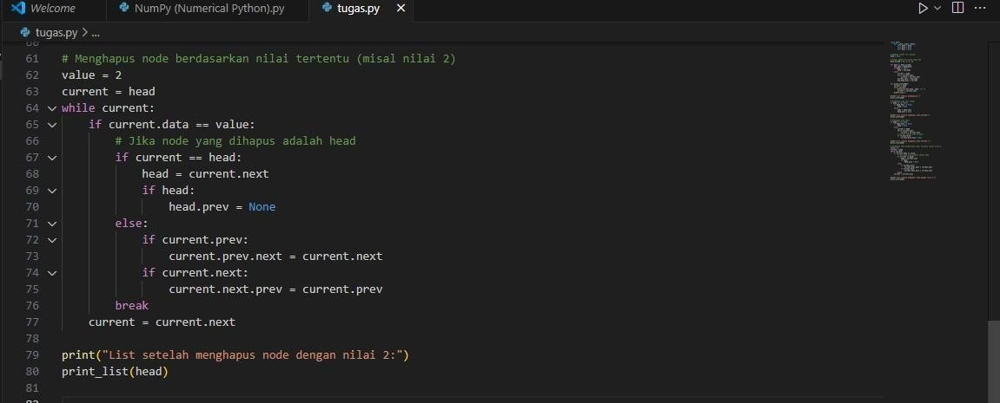 Welcome NumPy (Numerical Python).py tugas.py
tugas.py > ...
60
61 # Menghapus node berdasarkan nilai tertentu (misal nilai 2)
62 value = 2
63 current = head
64 while current:
65     if current.data == value:
66         # Jika node yang dihapus adalah head
67         if current == head:
68             head = current.next
69             if head:
70                 head.prev = None
71         else:
72             if current.prev:
73                 current.prev.next = current.next
74             if current.next:
75                 current.next.prev = current.prev
76         break
77     current = current.next
78
79 print("List setelah menghapus node dengan nilai 2:")
80 print_list(head)
81
82